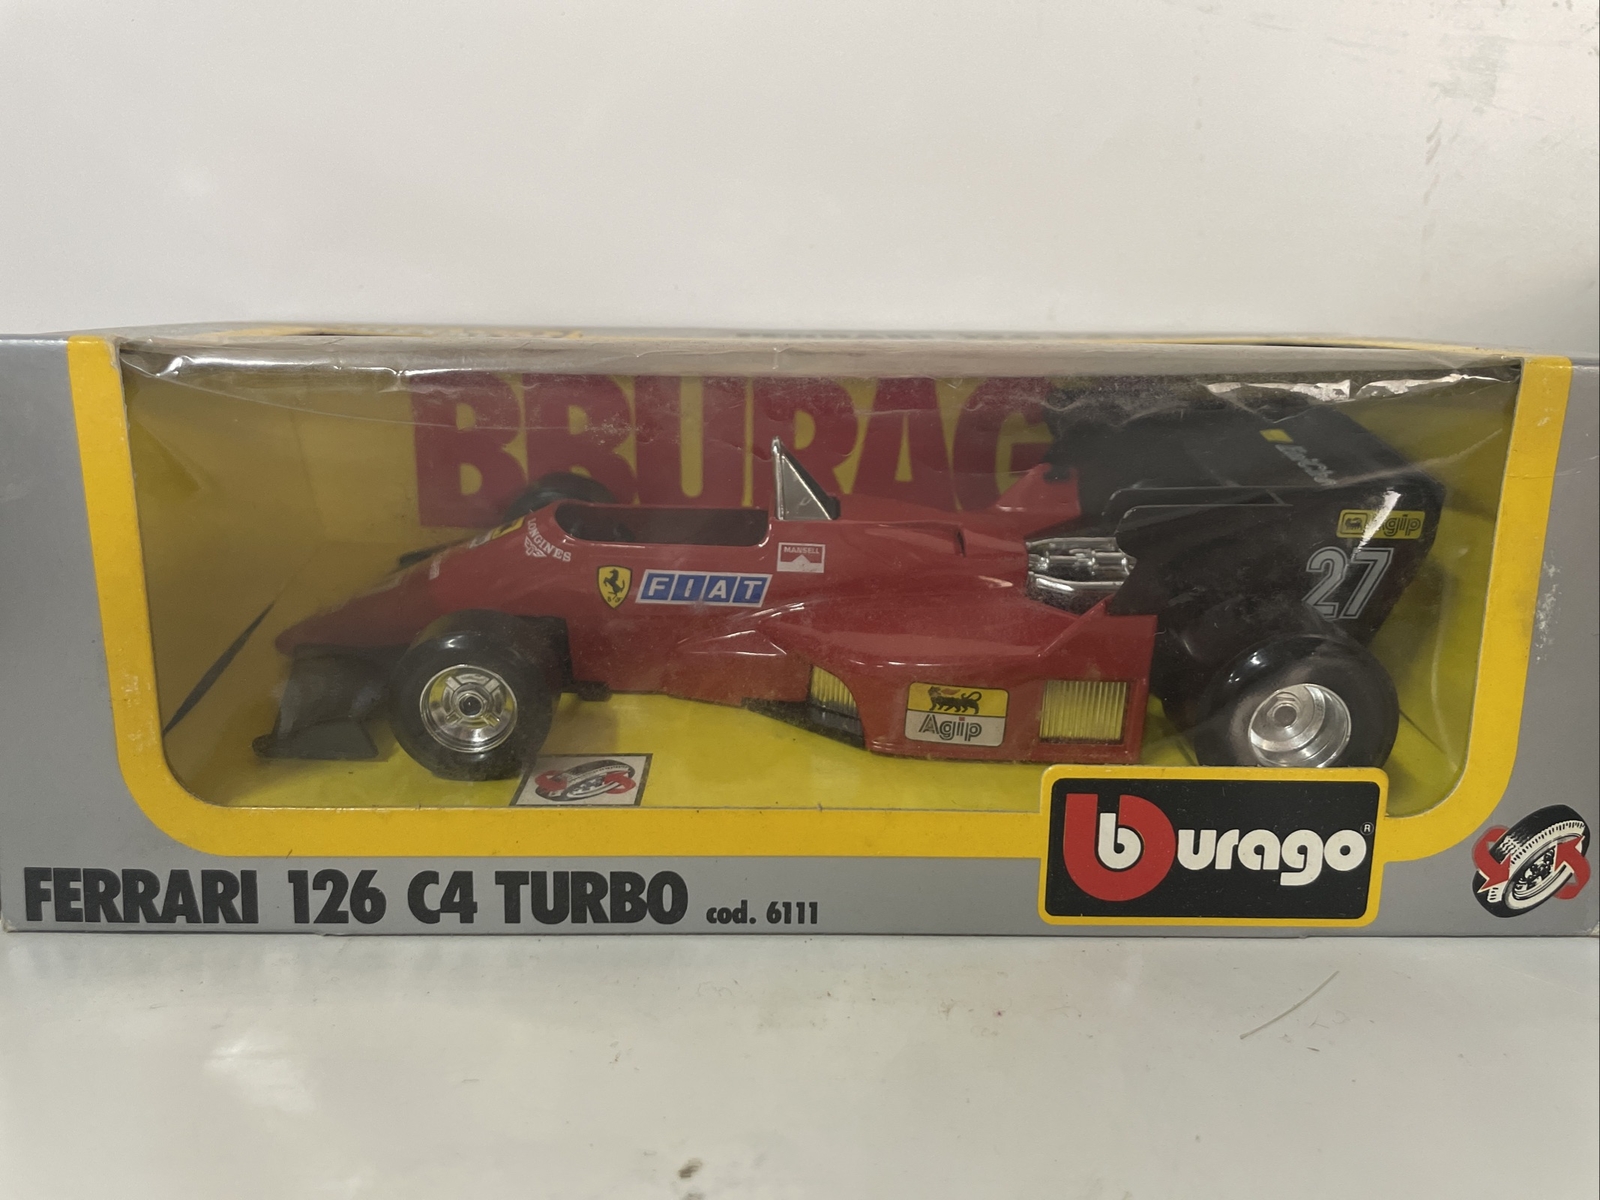 BBURAG
LONGINES
MANSELL
FIAT
Agip
27
Agip
burago®
FERRARI 126 C4 TURBO cod. 6111